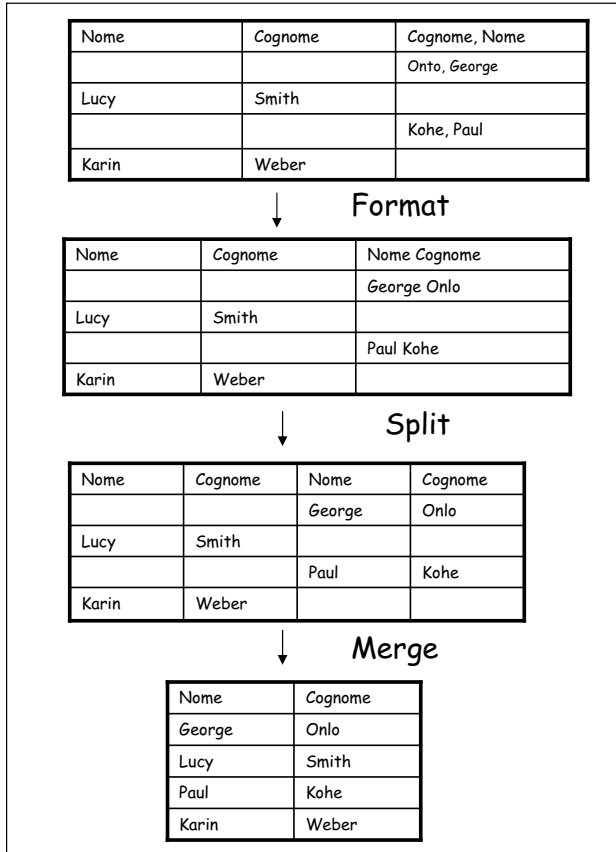 Nome Cognome Cognome, Nome
Onto, George
Lucy Smith
Kohe, Paul
Karin Weber
Format
Nome Cognome Nome Cognome
George Onlo
Lucy Smith
Paul Kohe
Karin Weber
Split
Nome Cognome Nome Cognome
George Onlo
Lucy Smith
Paul Kohe
Karin Weber
Merge
Nome Cognome
George Onlo
Lucy Smith
Paul Kohe
Karin Weber